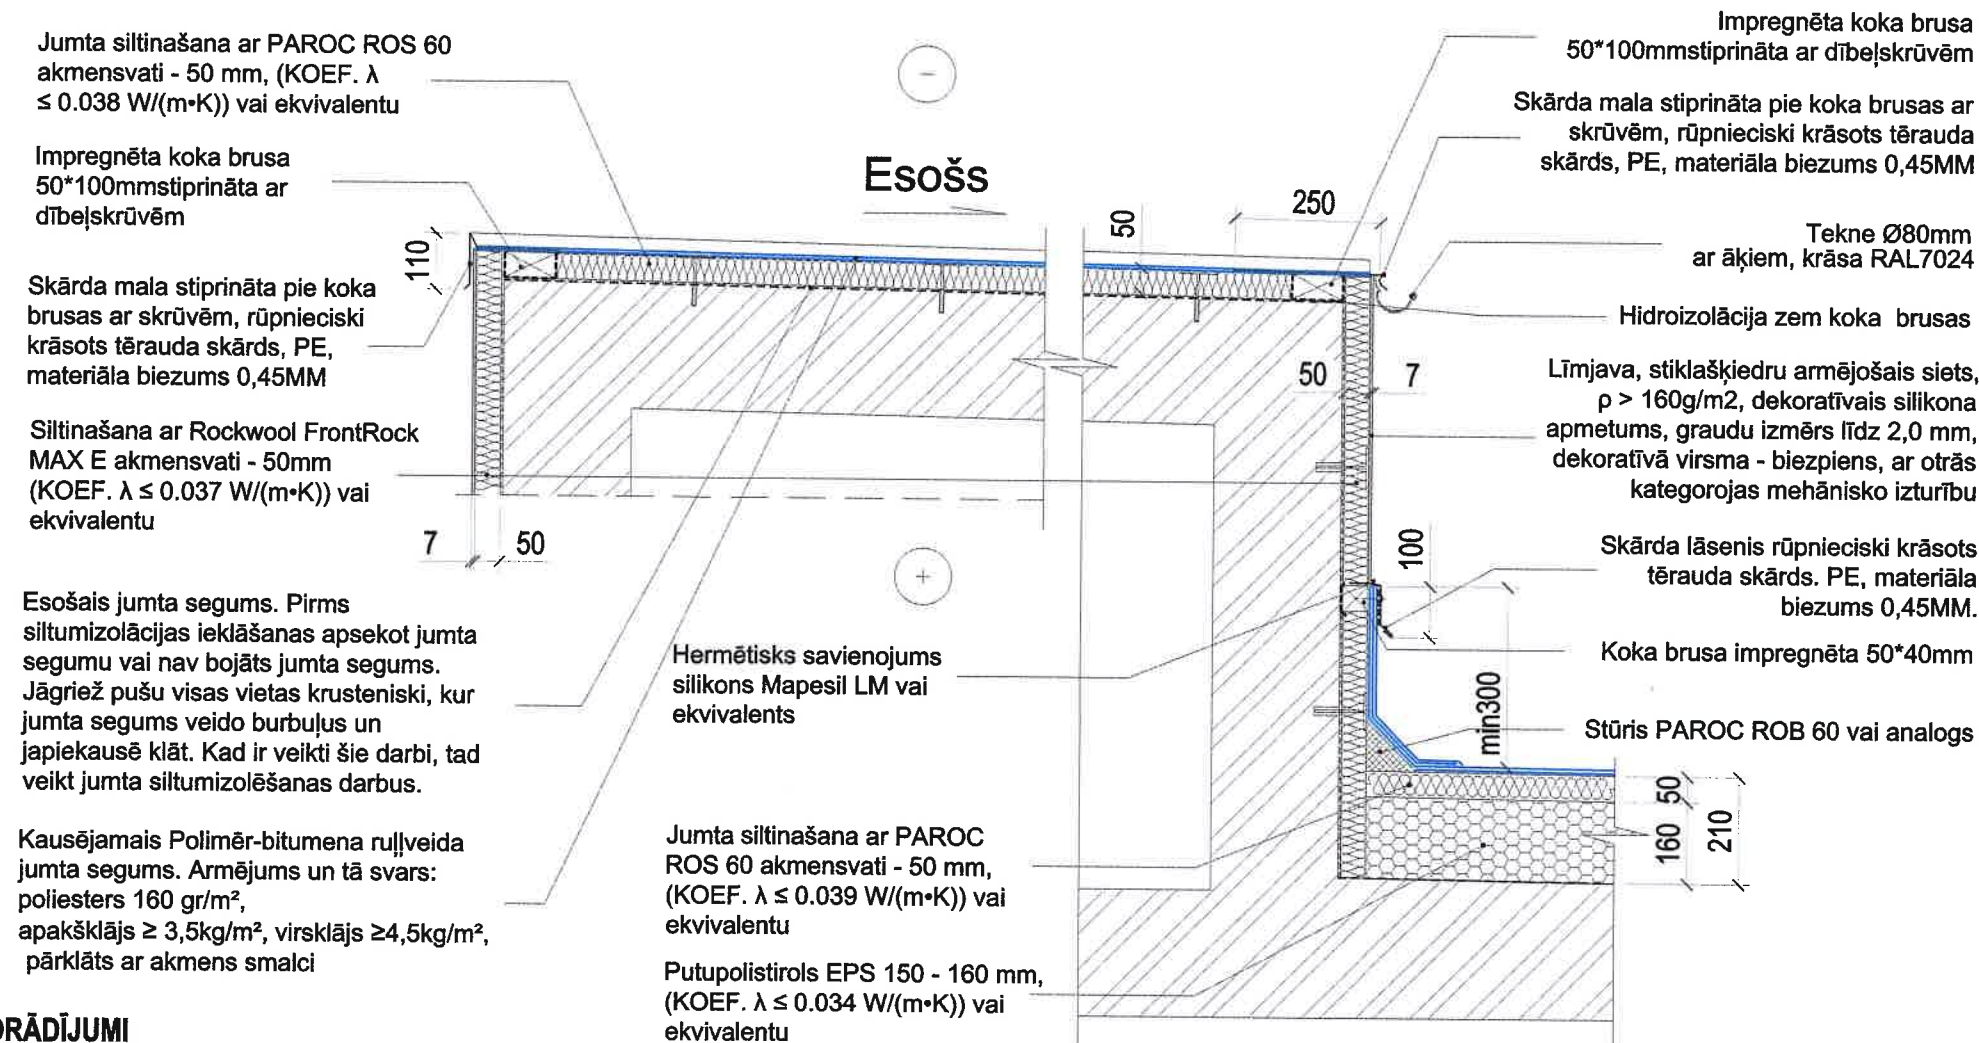 Jumta siltinašana ar PAROC ROS 60
akmensvati - 50 mm, (KOEF. λ
≤ 0.038 W/(m•K)) vai ekvivalentu
Impregnēta koka brusa
50*100mmstiprināta ar
dībeļskrūvēm
Skārda mala stiprināta pie koka
brusas ar skrūvēm, rūpnieciski
krāsots tērauda skārds, PE,
materiāla biezums 0,45MM
Siltinašana ar Rockwool FrontRock
MAX E akmensvati - 50mm
(KOEF. λ ≤ 0.037 W/(m•K)) vai
ekvivalentu
Esošais jumta segums. Pirms
siltumizolācijas ieklāšanas apsekot jumta
segumu vai nav bojāts jumta segums.
Jāgriež pušu visas vietas krusteniski, kur
jumta segums veido burbuļus un
japiekausē klāt. Kad ir veikti šie darbi, tad
veikt jumta siltumizolēšanas darbus.
Kausējamais Polimēr-bitumena ruļļveida
jumta segums. Armējums un tā svars:
poliesters 160 gr/m²,
apakšklājs ≥ 3,5kg/m², virsklājs ≥4,5kg/m²,
pārklāts ar akmens smalci
ORĀDĪJUMI
-
Esošs
110
50
250
50
7
7
50
+
100
min300
50
160
210
Hermētisks savienojums
silikons Mapesil LM vai
ekvivalents
Jumta siltinašana ar PAROC
ROS 60 akmensvati - 50 mm,
(KOEF. λ ≤ 0.039 W/(m•K)) vai
ekvivalentu
Putupolistirols EPS 150 - 160 mm,
(KOEF. λ ≤ 0.034 W/(m•K)) vai
ekvivalentu
Impregnēta koka brusa
50*100mmstiprināta ar dībeļskrūvēm
Skārda mala stiprināta pie koka brusas ar
skrūvēm, rūpnieciski krāsots tērauda
skārds, PE, materiāla biezums 0,45MM
Tekne Ø80mm
ar āķiem, krāsa RAL7024
Hidroizolācija zem koka brusas
Līmjava, stiklašķiedru armējošais siets,
ρ > 160g/m2, dekoratīvais silikona
apmetums, graudu izmērs līdz 2,0 mm,
dekoratīvā virsma - biezpiens, ar otrās
kategorojas mehānisko izturību
Skārda lāsenis rūpnieciski krāsots
tērauda skārds. PE, materiāla
biezums 0,45MM.
Koka brusa impregnēta 50*40mm
Stūris PAROC ROB 60 vai analogs